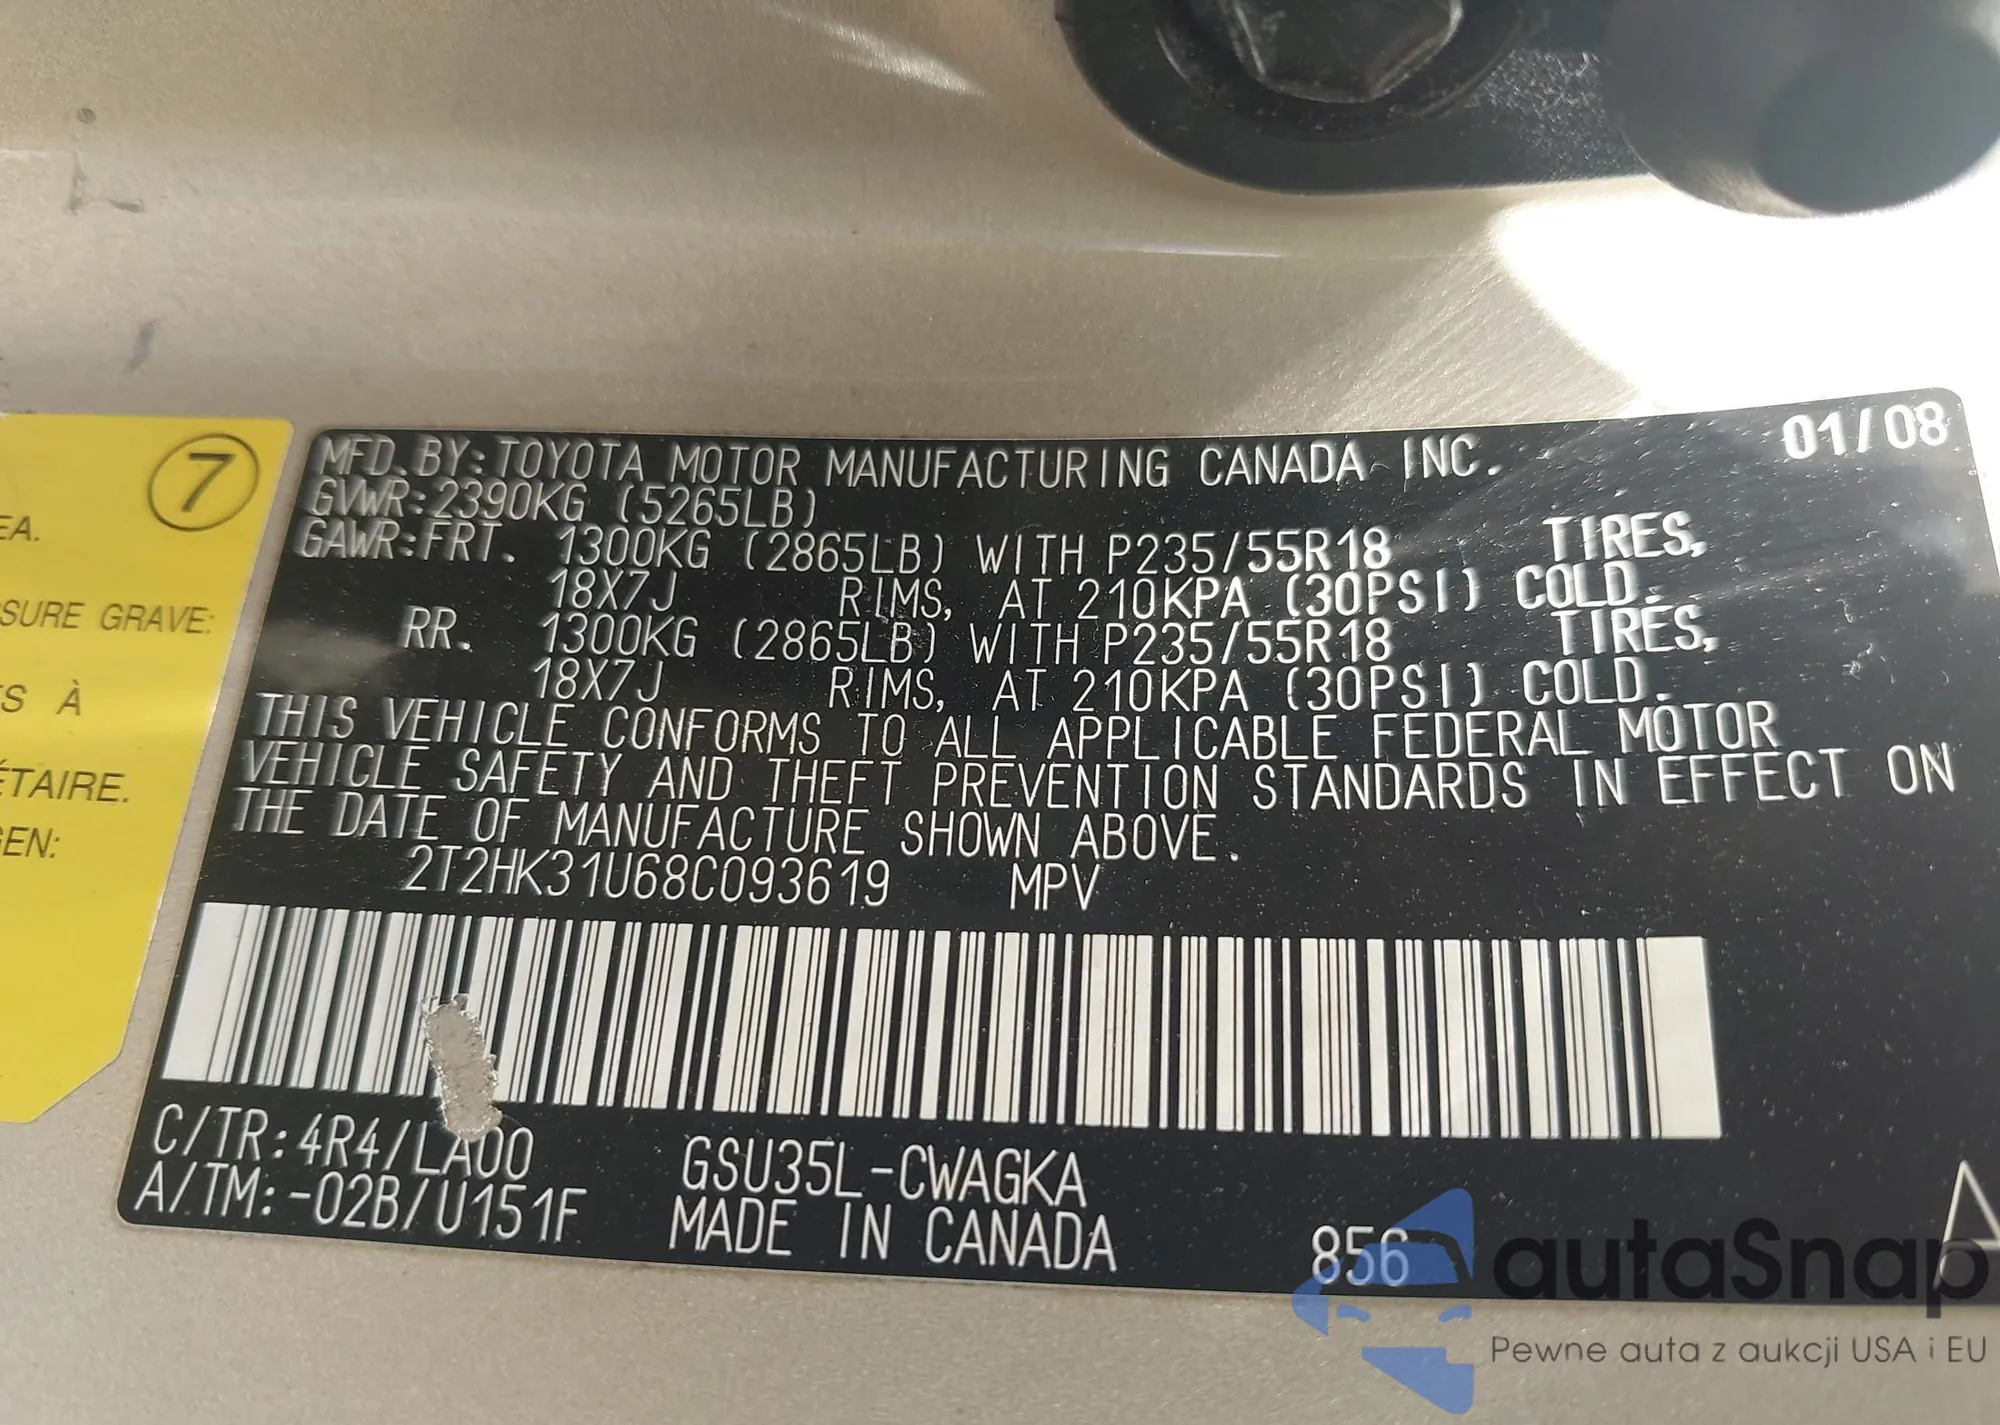 7
EA.
SURE GRAVE:
S À
ÉTAIRE.
GEN:
01/08
MFD.BY:TOYOTA MOTOR MANUFACTURING CANADA INC.
GVWR:2390KG (5265LB)
GAWR:FRT. 1300KG (2865LB) WITH P235/55R18 TIRES,
18X7J RIMS, AT 210KPA (30PSI) COLD.
RR. 1300KG (2865LB) WITH P235/55R18 TIRES,
18X7J RIMS, AT 210KPA (30PSI) COLD.
THIS VEHICLE CONFORMS TO ALL APPLICABLE FEDERAL MOTOR
VEHICLE SAFETY AND THEFT PREVENTION STANDARDS IN EFFECT ON
THE DATE OF MANUFACTURE SHOWN ABOVE.
2T2HK31U68C093619 MPV
C/TR:4R4/LA00 GSU35L-CWAGKA
A/TM:-02B/U151F MADE IN CANADA 856
autaSnap
Pewne auta z aukcji USA i EU